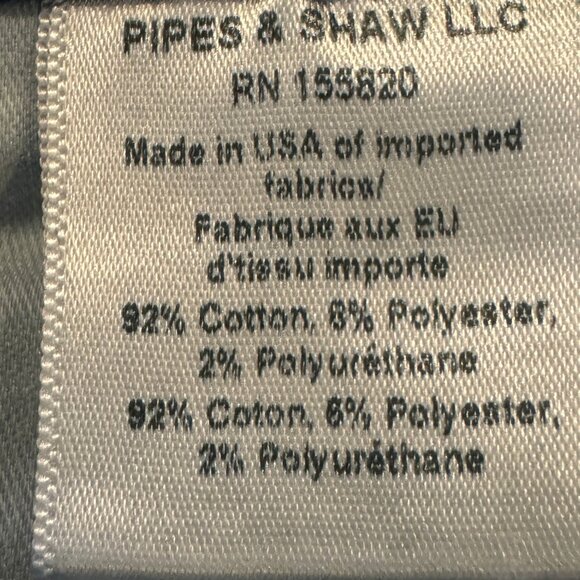 PIPES & SHAW LLC
RN 155820
Made in USA of imported
fabrics/
Fabrique aux EU
d'tissu importe
92% Cotton, 6% Polyester,
2% Polyuréthane
92% Coton, 6% Polyester,
2% Polyuréthane